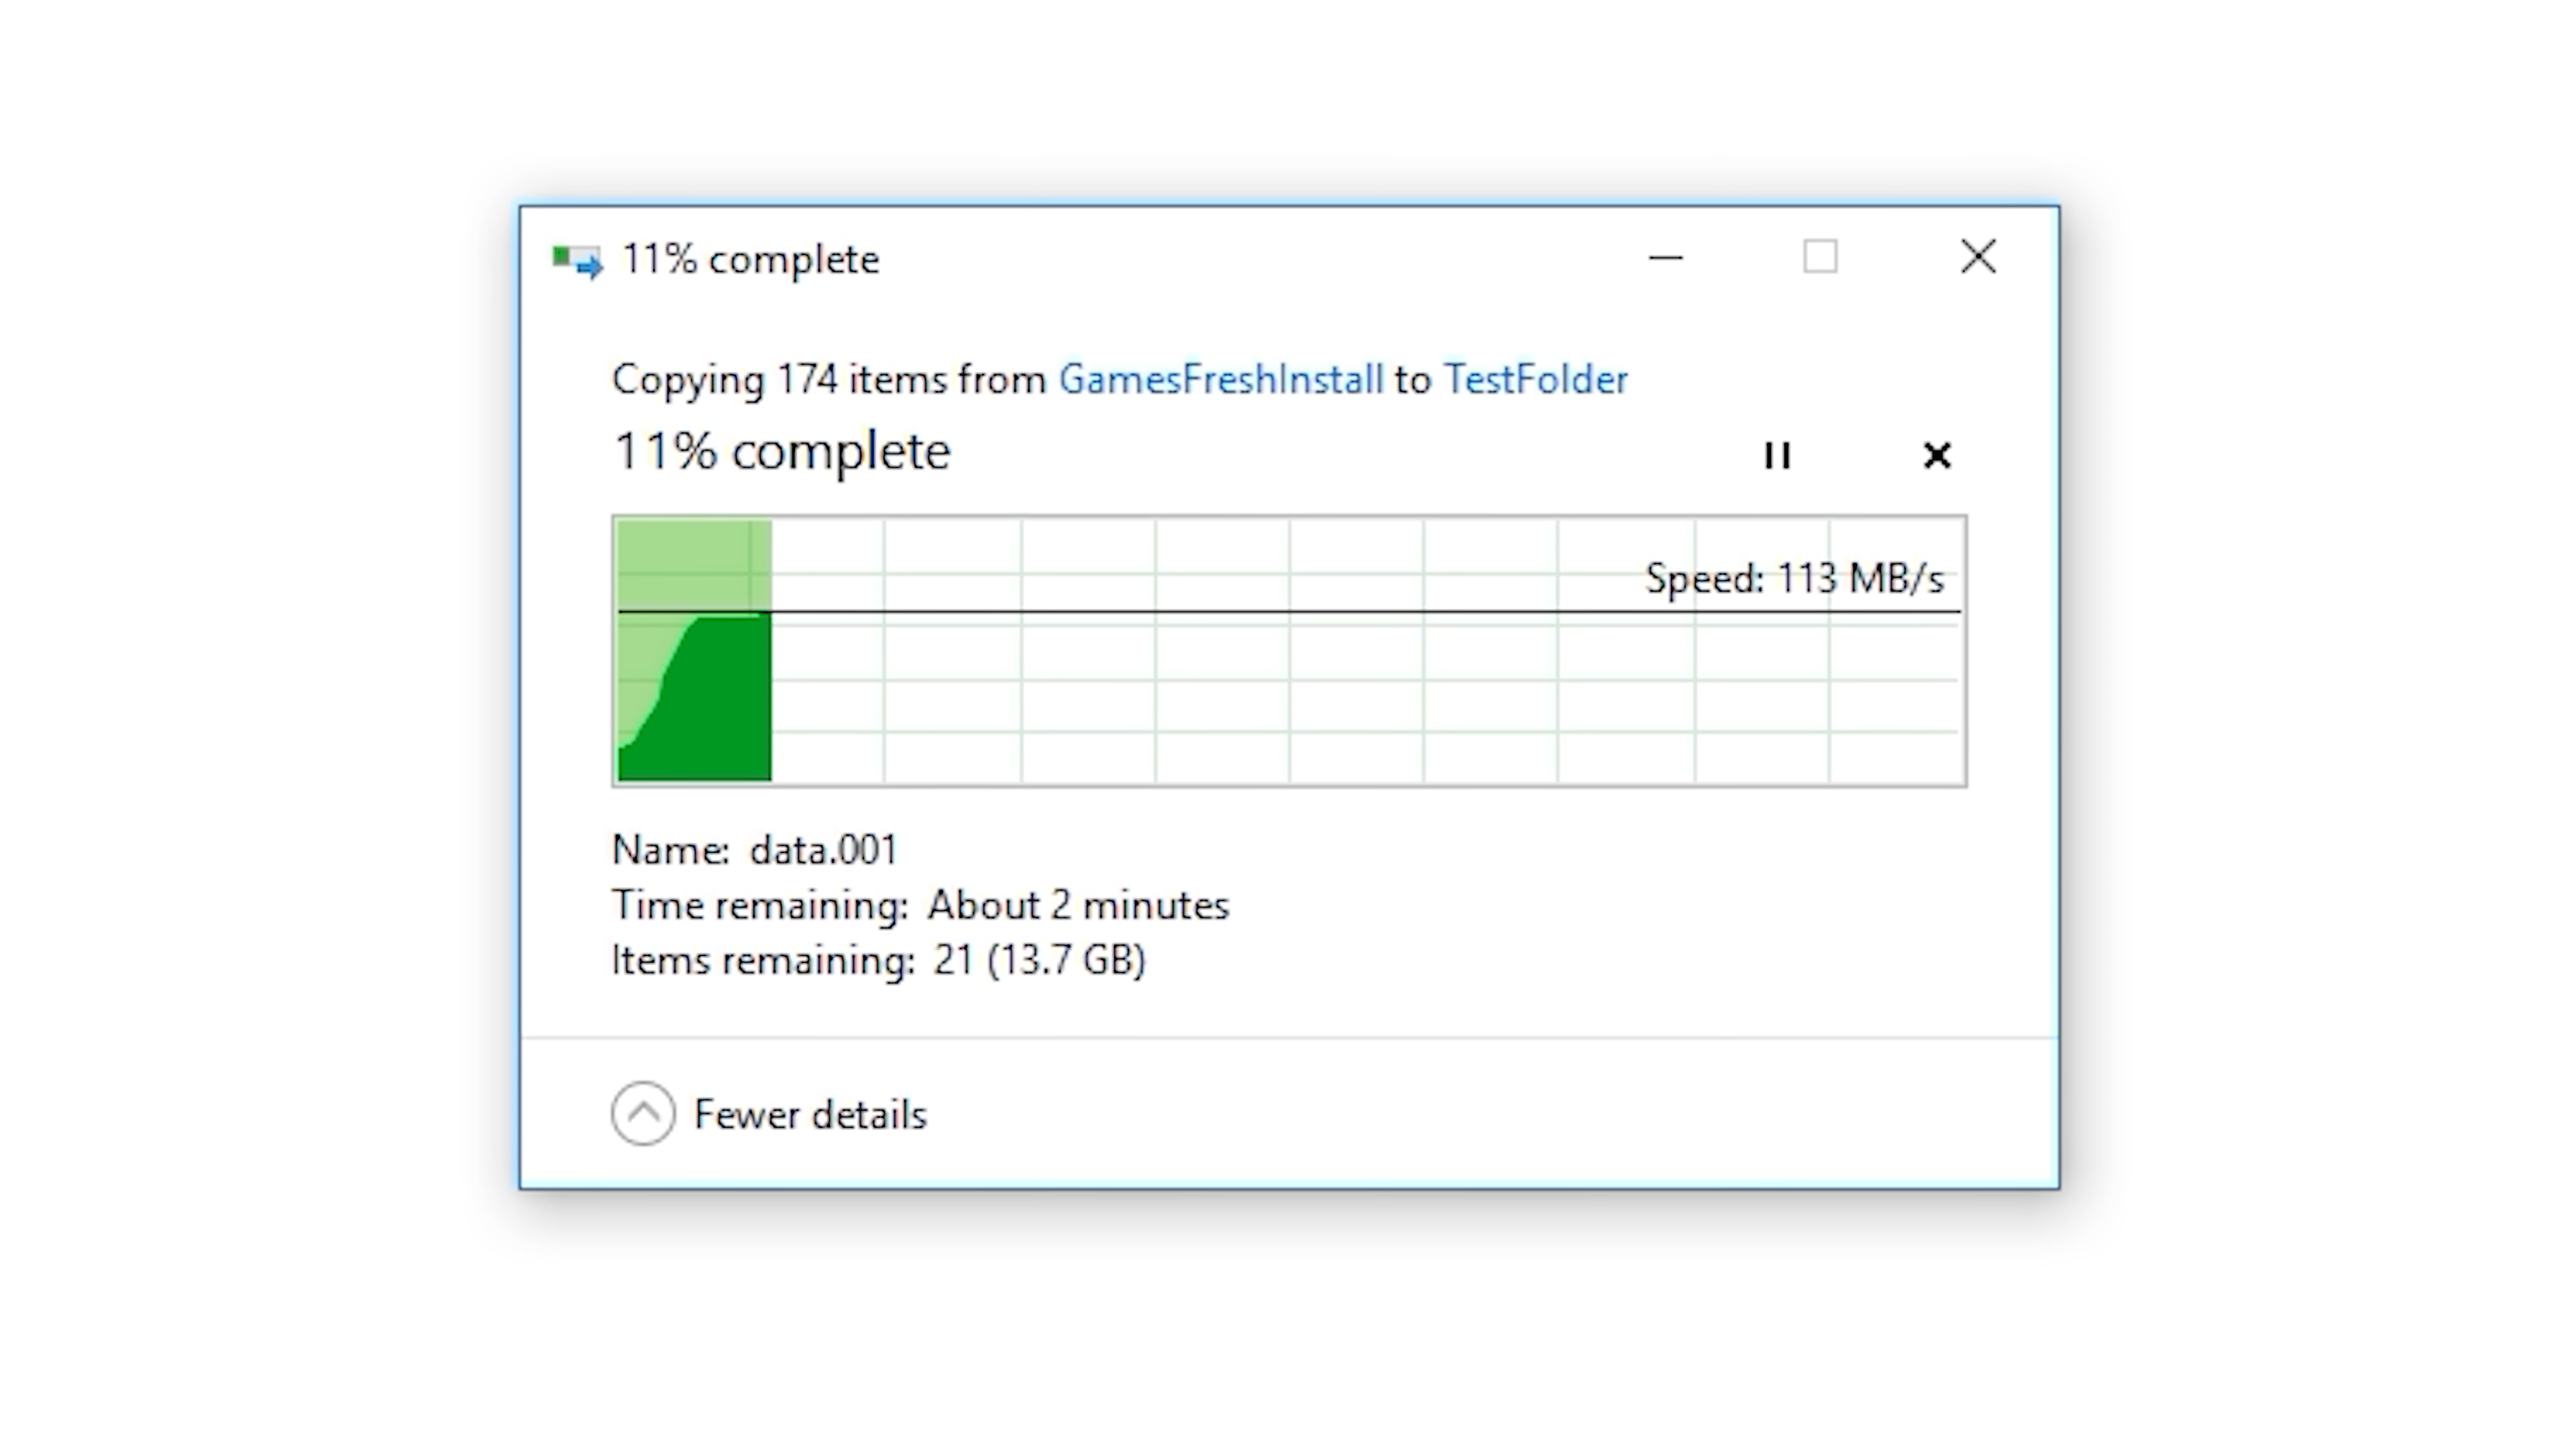 11% complete
Copying 174 items from GamesFreshInstall to TestFolder
11% complete
Speed: 113 MB/s
Name: data.001
Time remaining: About 2 minutes
Items remaining: 21 (13.7 GB)
Fewer details